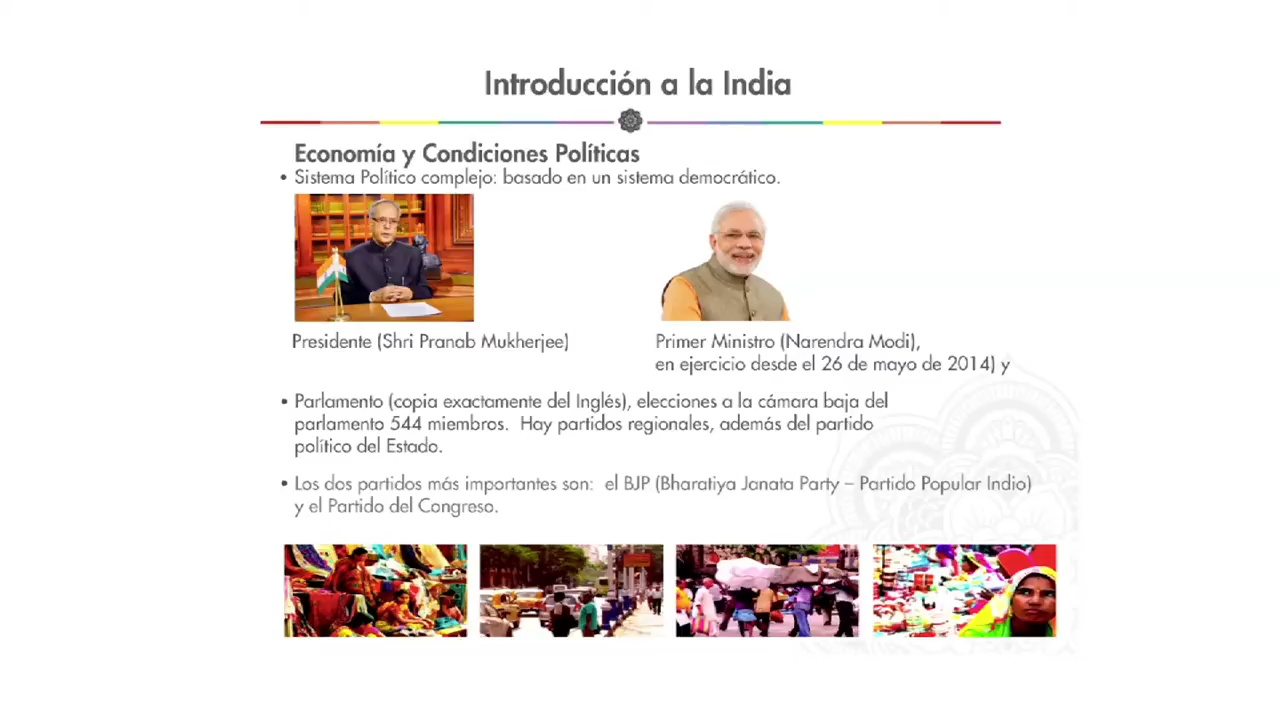 Introducción a la India
Economía y Condiciones Políticas
• Sistema Político complejo: basado en un sistema democrático.
Presidente (Shri Pranab Mukherjee)
Primer Ministro (Narendra Modi),
en ejercicio desde el 26 de mayo de 2014) y
• Parlamento (copia exactamente del Inglés), elecciones a la cámara baja del
parlamento 544 miembros. Hay partidos regionales, además del partido
político del Estado.
• Los dos partidos más importantes son: el BJP (Bharatiya Janata Party – Partido Popular Indio)
y el Partido del Congreso.